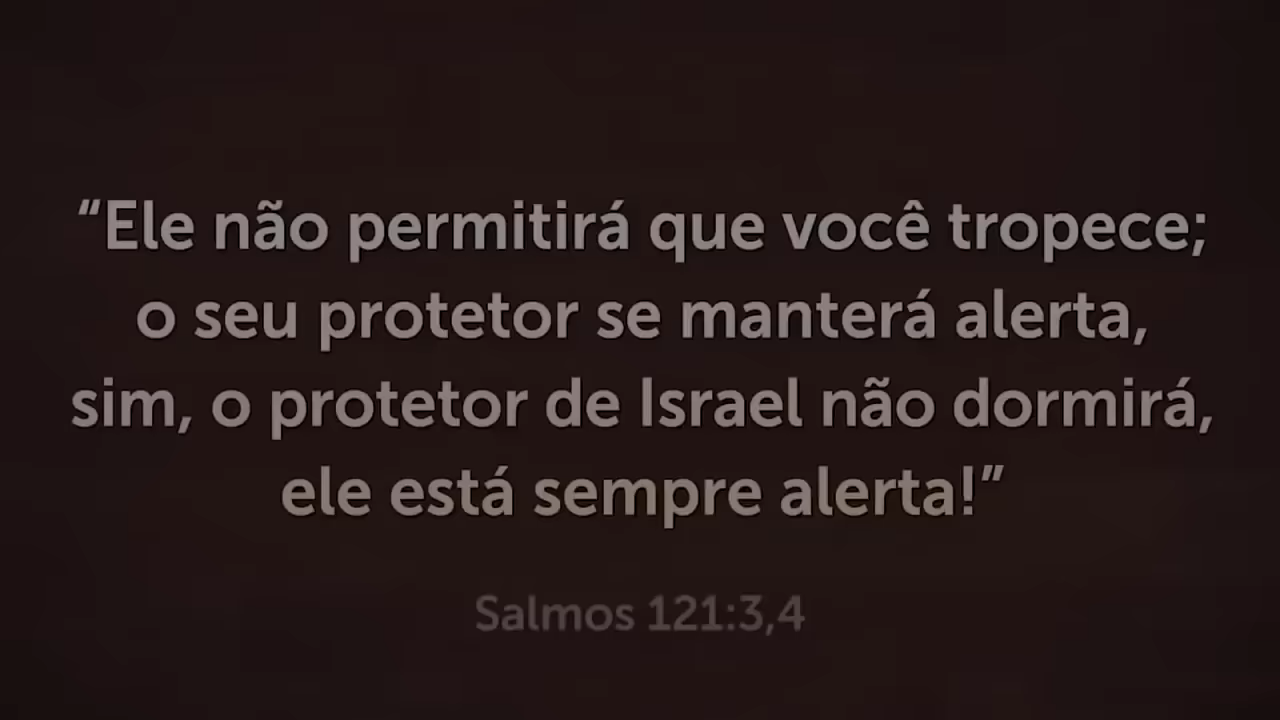 “Ele não permitirá que você tropece;
o seu protetor se manterá alerta,
sim, o protetor de Israel não dormirá,
ele está sempre alerta!”
Salmos 121:3,4